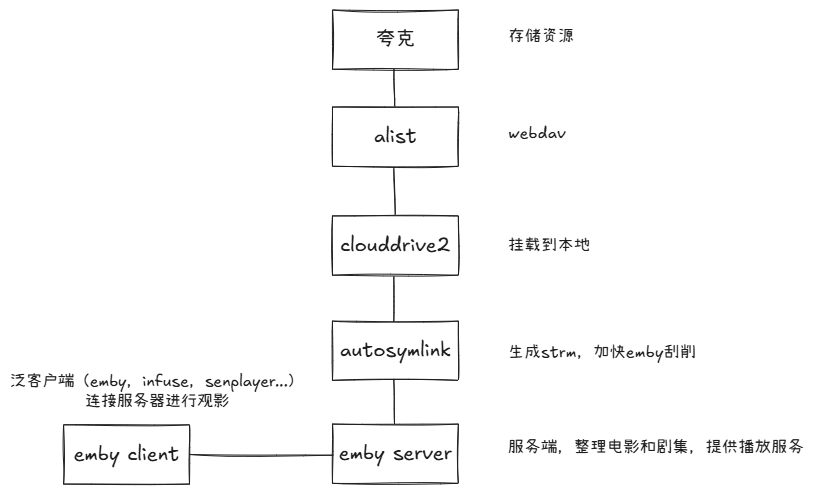 夸克
存储资源
alist
webdav
clouddrive2
挂载到本地
autosymlink
生成strm，加快emby刮削
泛客户端（emby，infuse，senplayer...）
连接服务器进行观影
emby client
emby server
服务端，整理电影和剧集，提供播放服务